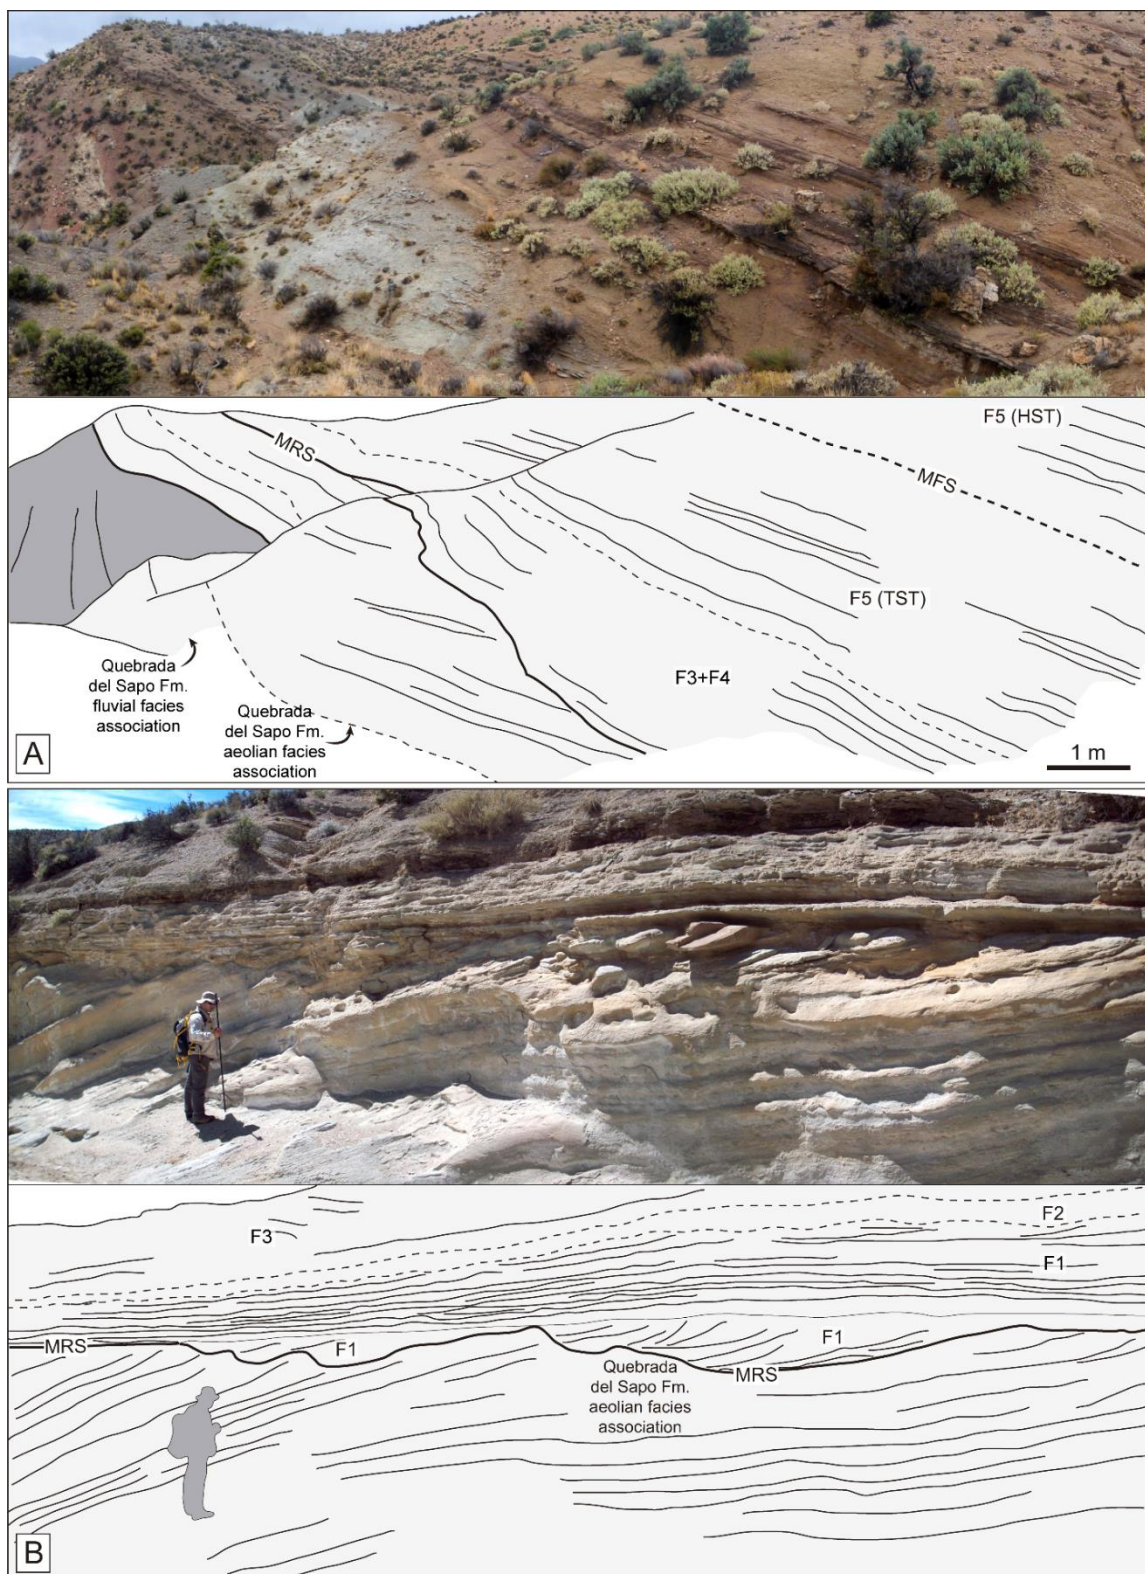 F5 (HST)
MRS
MFS
F5 (TST)
F3+F4
Quebrada
del Sapo Fm.
fluvial facies
association
Quebrada
del Sapo Fm.
aeolian facies
association
A
1 m
F2
F3
F1
MRS
F1
F1
Quebrada
del Sapo Fm.
aeolian facies
association
MRS
B